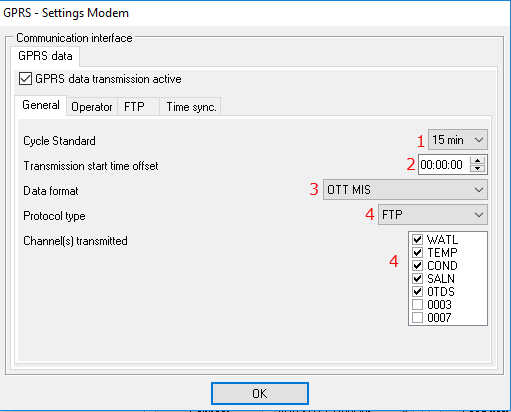 GPRS - Settings Modem
Communication interface
GPRS data
GPRS data transmission active
General Operator FTP Time sync.
Cycle Standard 1 15 min
Transmission start time offset 2 00:00:00
Data format 3 OTT MIS
Protocol type 4 FTP
Channel(s) transmitted
WATL
TEMP
4 COND
SALN
0TDS
0003
0007
OK